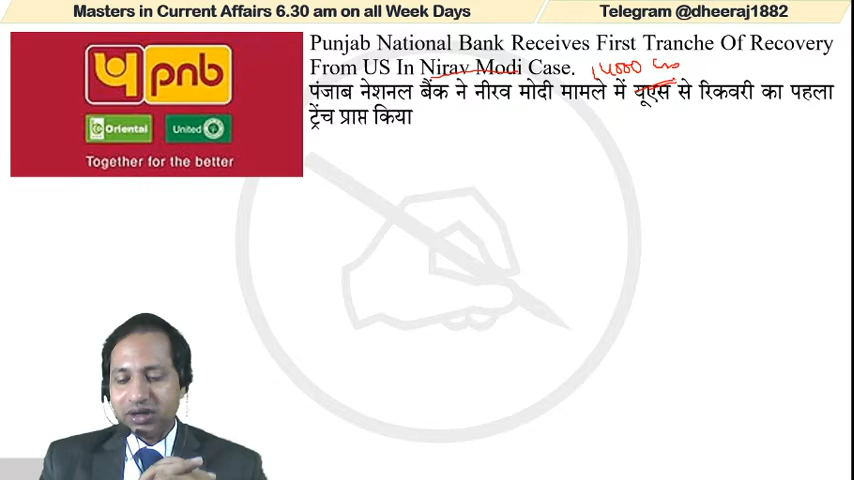 Masters in Current Affairs 6.30 am on all Week Days
Telegram @dheeraj1882
पnb
Oriental
United
Together for the better
Punjab National Bank Receives First Tranche Of Recovery
From US In Nirav Modi Case.
14000
पंजाब नेशनल बैंक ने नीरव मोदी मामले में यूएस से रिकवरी का पहला
ट्रेंच प्राप्त किया